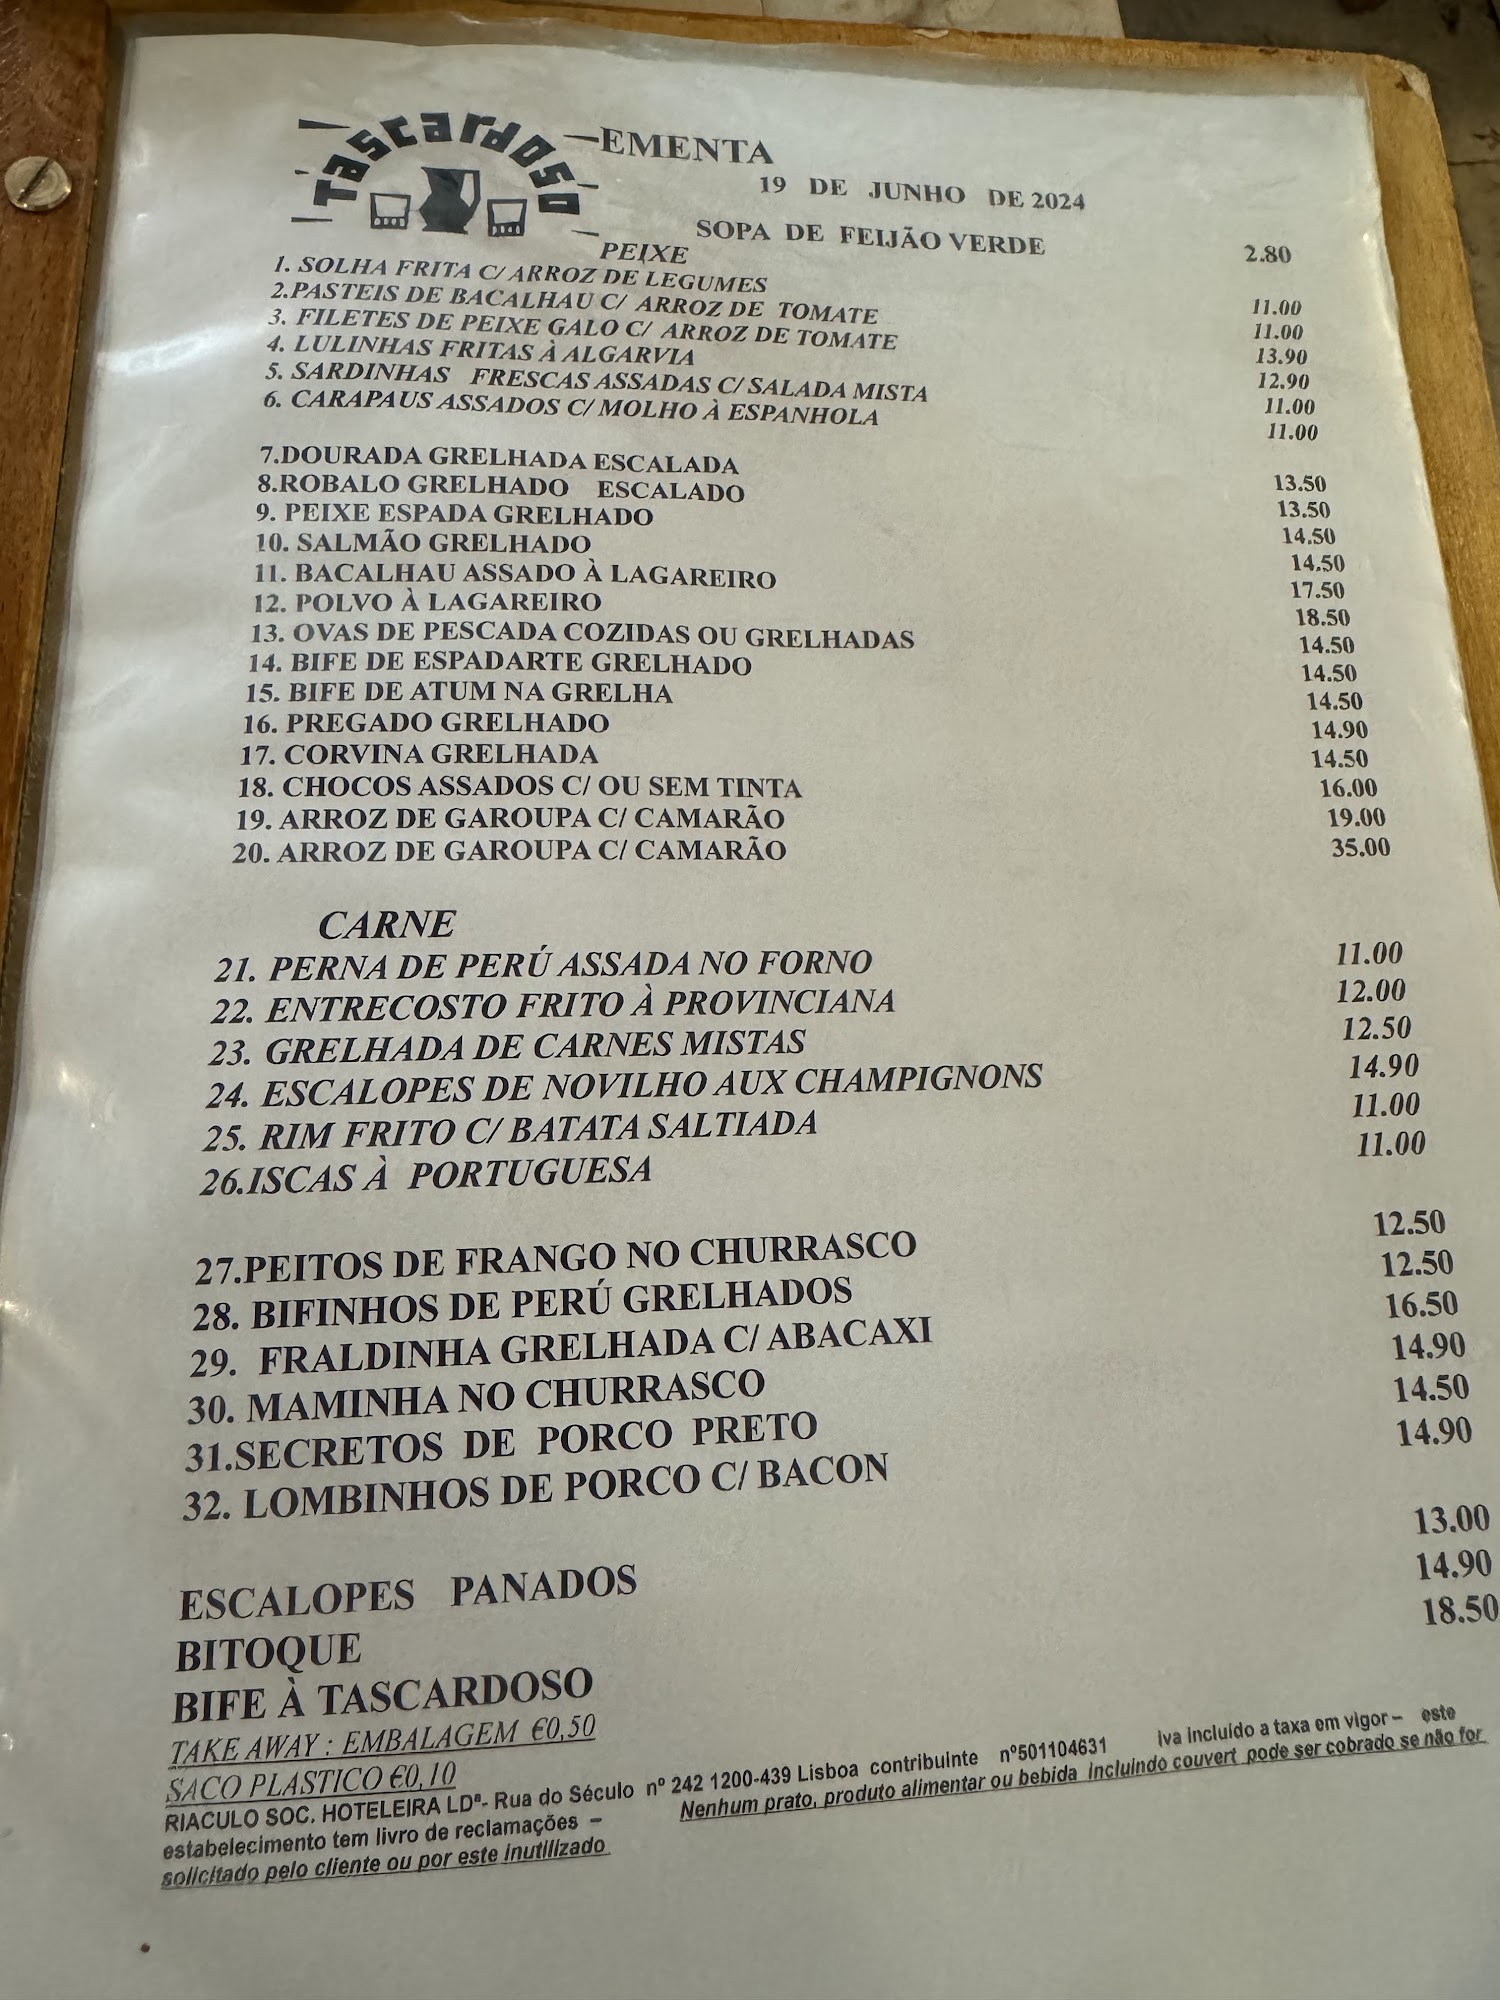 Tascardoso
EMENTA
19 DE JUNHO DE 2024
SOPA DE FEIJÃO VERDE 2.80
PEIXE
1. SOLHA FRITA C/ ARROZ DE LEGUMES 11.00
2.PASTEIS DE BACALHAU C/ ARROZ DE TOMATE 11.00
3. FILETES DE PEIXE GALO C/ ARROZ DE TOMATE 13.90
4. LULINHAS FRITAS À ALGARVIA 12.90
5. SARDINHAS FRESCAS ASSADAS C/ SALADA MISTA 11.00
6. CARAPAUS ASSADOS C/ MOLHO À ESPANHOLA 11.00
7.DOURADA GRELHADA ESCALADA 13.50
8.ROBALO GRELHADO ESCALADO 13.50
9. PEIXE ESPADA GRELHADO 14.50
10. SALMÃO GRELHADO 14.50
11. BACALHAU ASSADO À LAGAREIRO 17.50
12. POLVO À LAGAREIRO 18.50
13. OVAS DE PESCADA COZIDAS OU GRELHADAS 14.50
14. BIFE DE ESPADARTE GRELHADO 14.50
15. BIFE DE ATUM NA GRELHA 14.50
16. PREGADO GRELHADO 14.90
17. CORVINA GRELHADA 14.50
18. CHOCOS ASSADOS C/ OU SEM TINTA 16.00
19. ARROZ DE GAROUPA C/ CAMARÃO 19.00
20. ARROZ DE GAROUPA C/ CAMARÃO 35.00
CARNE
21. PERNA DE PERÚ ASSADA NO FORNO 11.00
22. ENTRECOSTO FRITO À PROVINCIANA 12.00
23. GRELHADA DE CARNES MISTAS 12.50
24. ESCALOPES DE NOVILHO AUX CHAMPIGNONS 14.90
25. RIM FRITO C/ BATATA SALTIADA 11.00
26.ISCAS À PORTUGUESA 11.00
27.PEITOS DE FRANGO NO CHURRASCO 12.50
28. BIFINHOS DE PERÚ GRELHADOS 12.50
29. FRALDINHA GRELHADA C/ ABACAXI 16.50
30. MAMINHA NO CHURRASCO 14.90
31.SECRETOS DE PORCO PRETO 14.50
32. LOMBINHOS DE PORCO C/ BACON 14.90
ESCALOPES PANADOS 13.00
BITOQUE 14.90
BIFE À TASCARDOSO 18.50
TAKE AWAY : EMBALAGEM €0,50
SACO PLASTICO €0,10
RIACULO SOC. HOTELEIRA LDª- Rua do Século nº 242 1200-439 Lisboa contribuinte nº501104631 iva incluído a taxa em vigor – este
estabelecimento tem livro de reclamações – Nenhum prato, produto alimentar ou bebida incluindo couvert pode ser cobrado se não for
solicitado pelo cliente ou por este inutilizado